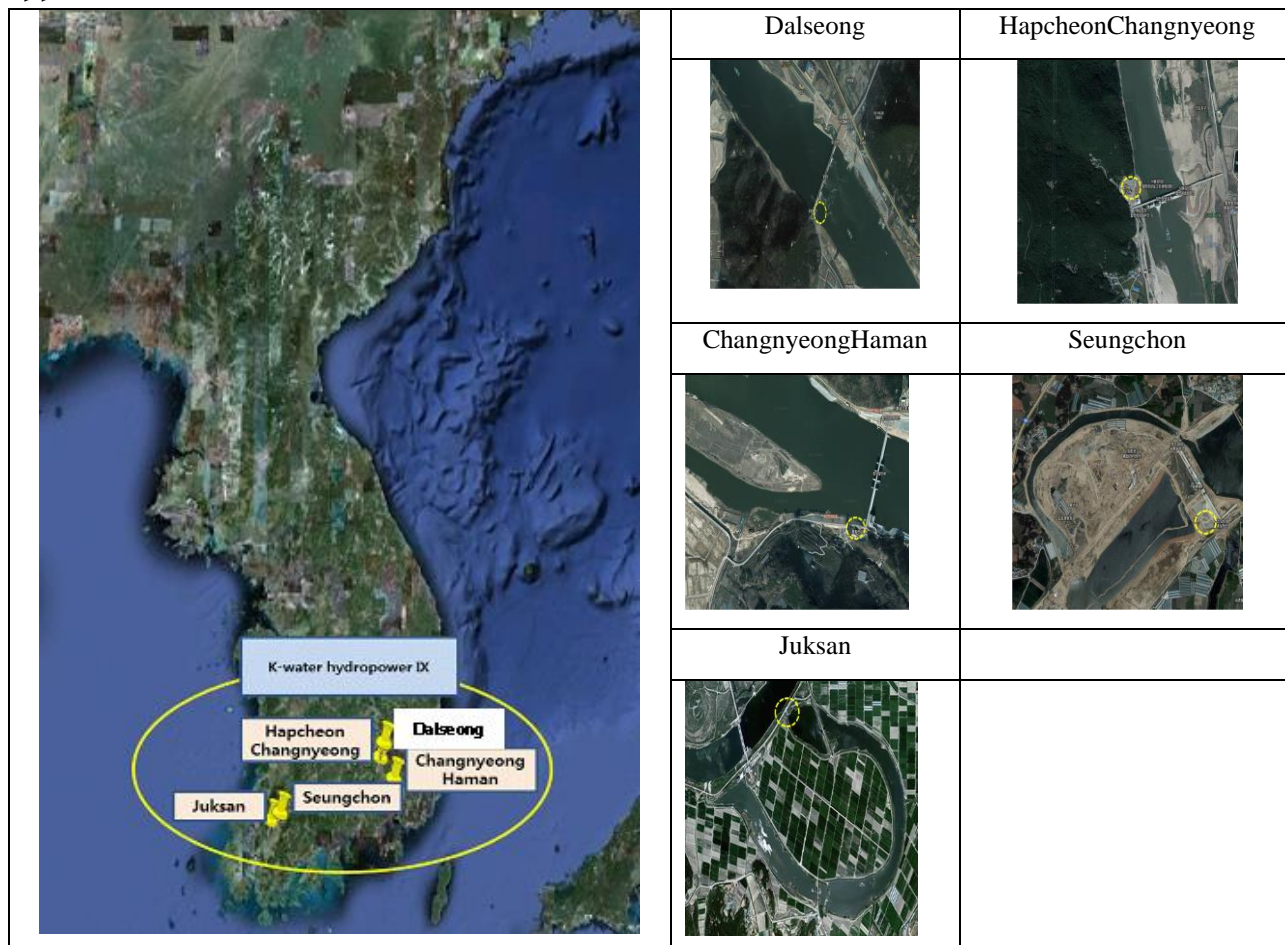 K-water hydropower IX
Hapcheon
Changnyeong
Dalseong
Changnyeong
Haman
Juksan
Seungchon
Dalseong
HapcheonChangnyeong
ChangnyeongHaman
Seungchon
Juksan